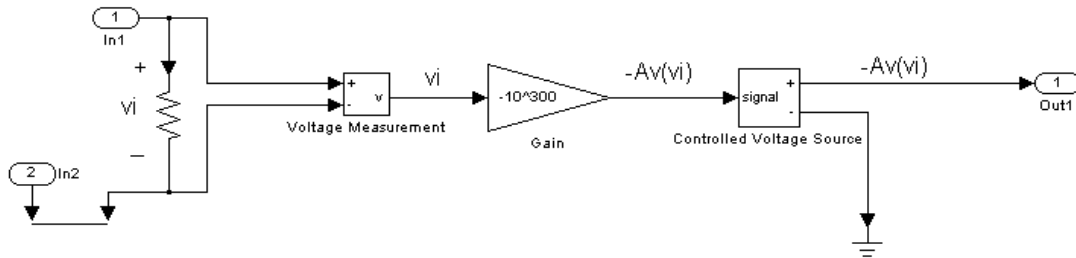 1
In1
+
vi
−
2
In2
+
-
v
Voltage Measurement
vi
-10^300
Gain
-Av(vi)
signal
+
-
Controlled Voltage Source
-Av(vi)
1
Out1